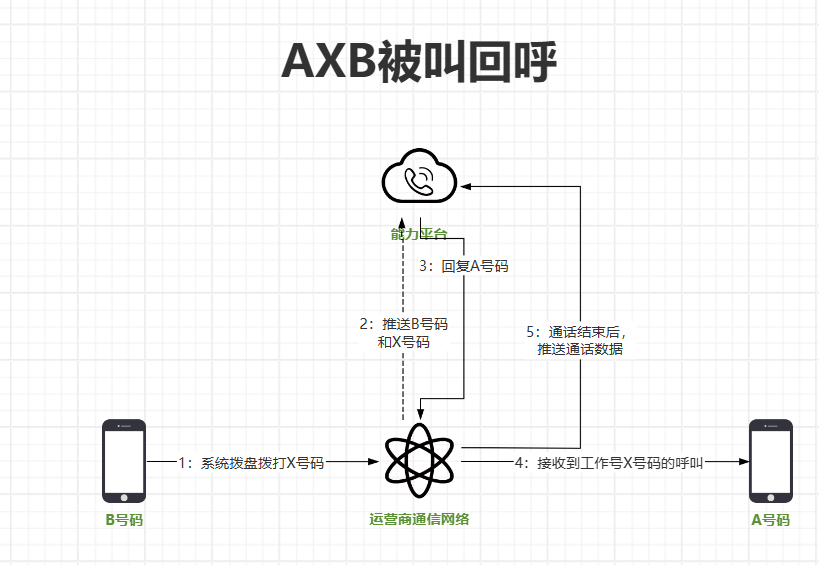 AXB被叫回呼
能力平台
3：回复A号码
2：推送B号码
和X号码
5：通话结束后，
推送通话数据
1：系统拨盘拨打X号码
4：接收到工作号X号码的呼叫
B号码
运营商通信网络
A号码